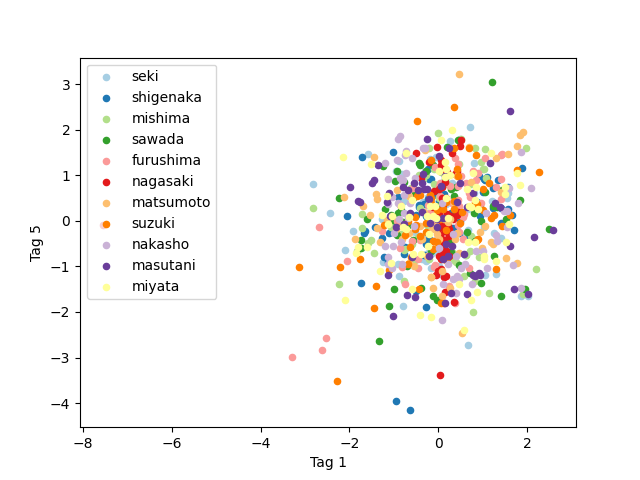 seki
shigenaka
mishima
sawada
furushima
nagasaki
matsumoto
suzuki
nakasho
masutani
miyata
3
2
1
0
−1
−2
−3
−4
Tag 5
−8
−6
−4
−2
0
2
Tag 1